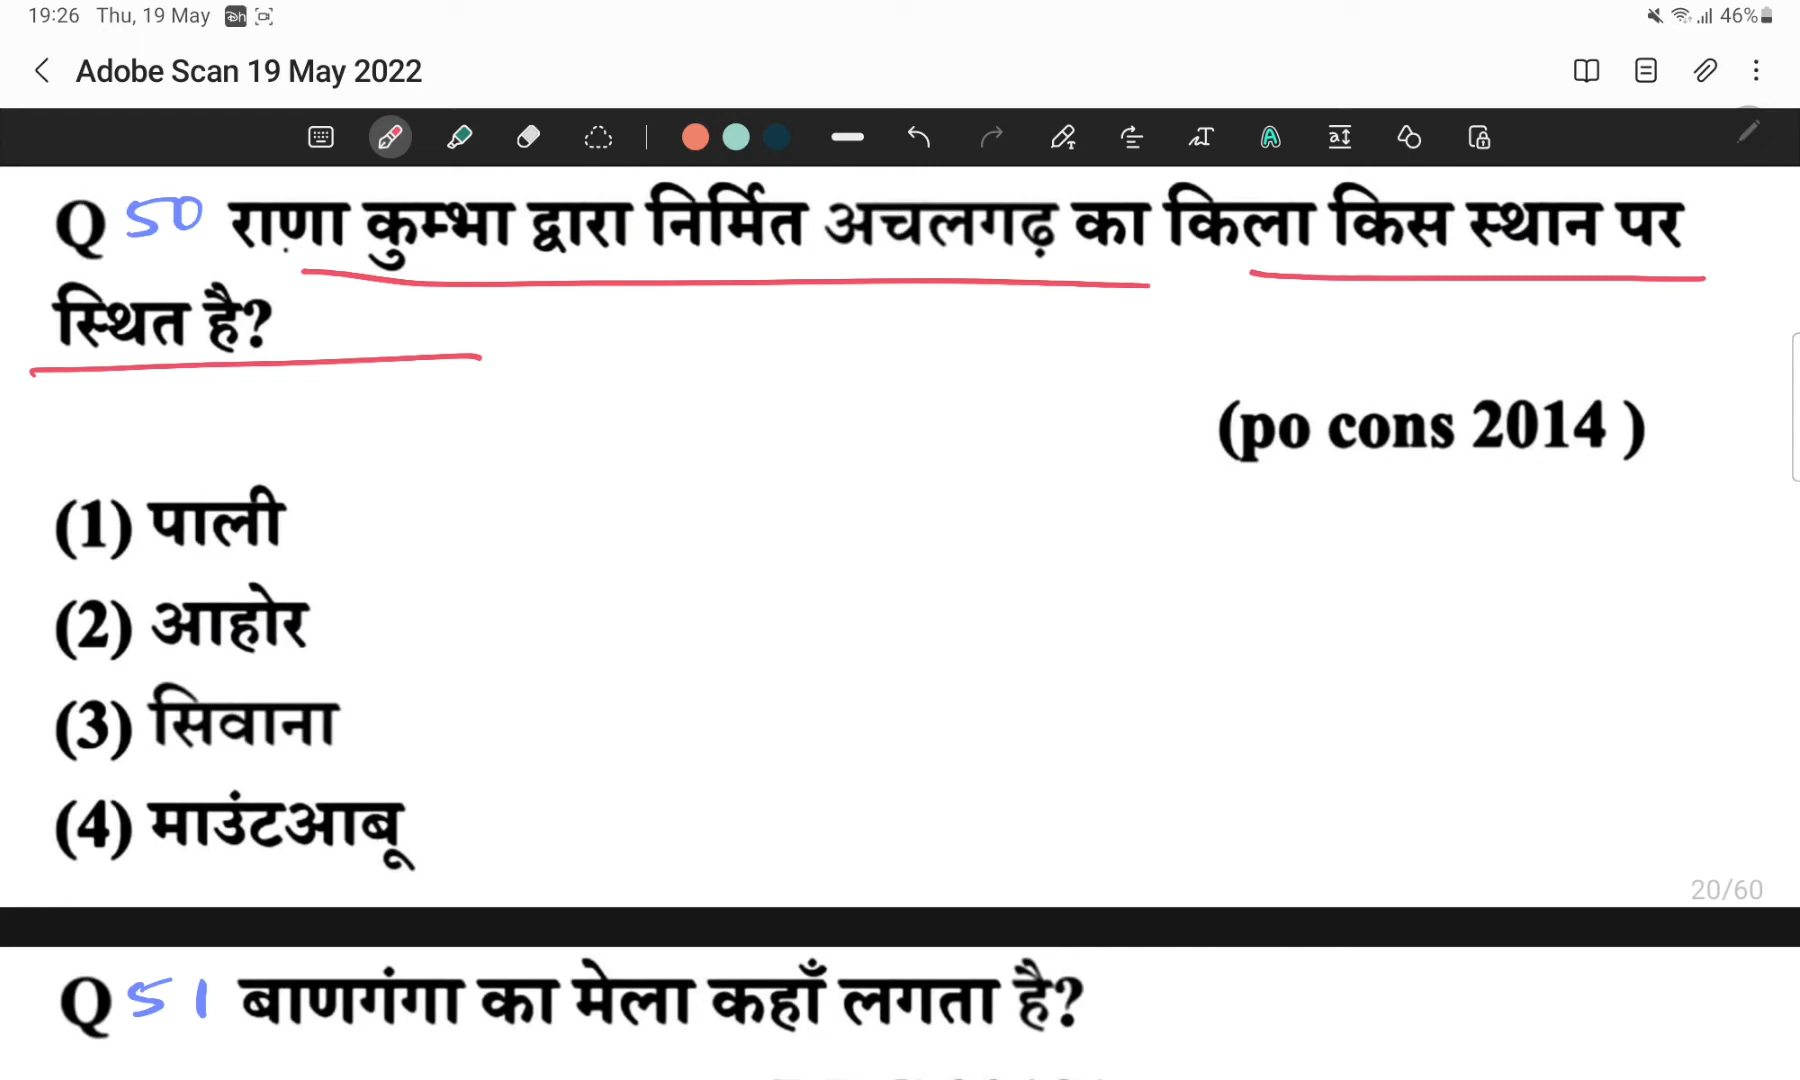 19:26 Thu, 19 May
46%
Adobe Scan 19 May 2022
Q 50 राणा कुम्भा द्वारा निर्मित अचलगढ़ का किला किस स्थान पर
स्थित है?
(po cons 2014 )
(1) पाली
(2) आहोर
(3) सिवाना
(4) माउंटआबू
20/60
Q 51 बाणगंगा का मेला कहाँ लगता है?